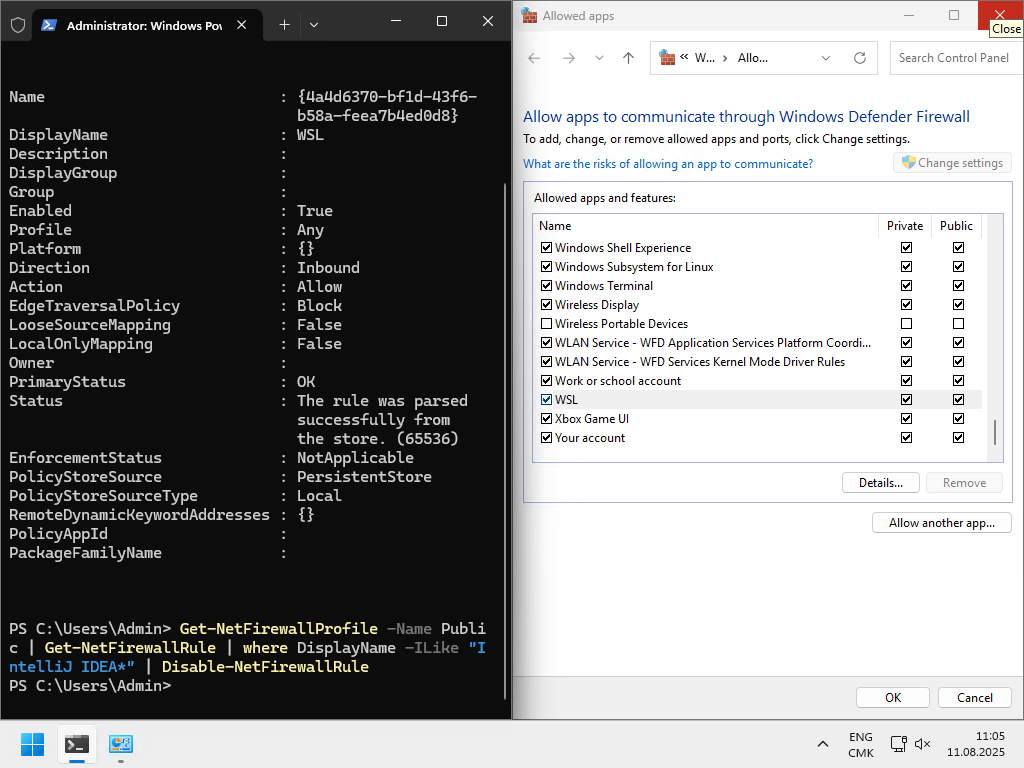 Administrator: Windows Pow
Name : {4a4d6370-bf1d-43f6-
b58a-feea7b4ed0d8}
DisplayName : WSL
Description :
DisplayGroup :
Group :
Enabled : True
Profile : Any
Platform : {}
Direction : Inbound
Action : Allow
EdgeTraversalPolicy : Block
LooseSourceMapping : False
LocalOnlyMapping : False
Owner :
PrimaryStatus : OK
Status : The rule was parsed
successfully from
the store. (65536)
EnforcementStatus : NotApplicable
PolicyStoreSource : PersistentStore
PolicyStoreSourceType : Local
RemoteDynamicKeywordAddresses : {}
PolicyAppId :
PackageFamilyName :
PS C:\Users\Admin> Get-NetFirewallProfile -Name Publi
c | Get-NetFirewallRule | where DisplayName -ILike "I
ntelliJ IDEA*" | Disable-NetFirewallRule
PS C:\Users\Admin>
Allowed apps
Close
« W... › Allo...
Search Control Panel
Allow apps to communicate through Windows Defender Firewall
To add, change, or remove allowed apps and ports, click Change settings.
What are the risks of allowing an app to communicate?
Change settings
Allowed apps and features:
Name Private Public
Windows Shell Experience
Windows Subsystem for Linux
Windows Terminal
Wireless Display
Wireless Portable Devices
WLAN Service - WFD Application Services Platform Coordi...
WLAN Service - WFD Services Kernel Mode Driver Rules
Work or school account
WSL
Xbox Game UI
Your account
Details...
Remove
Allow another app...
OK
Cancel
ENG
CMK
11:05
11.08.2025